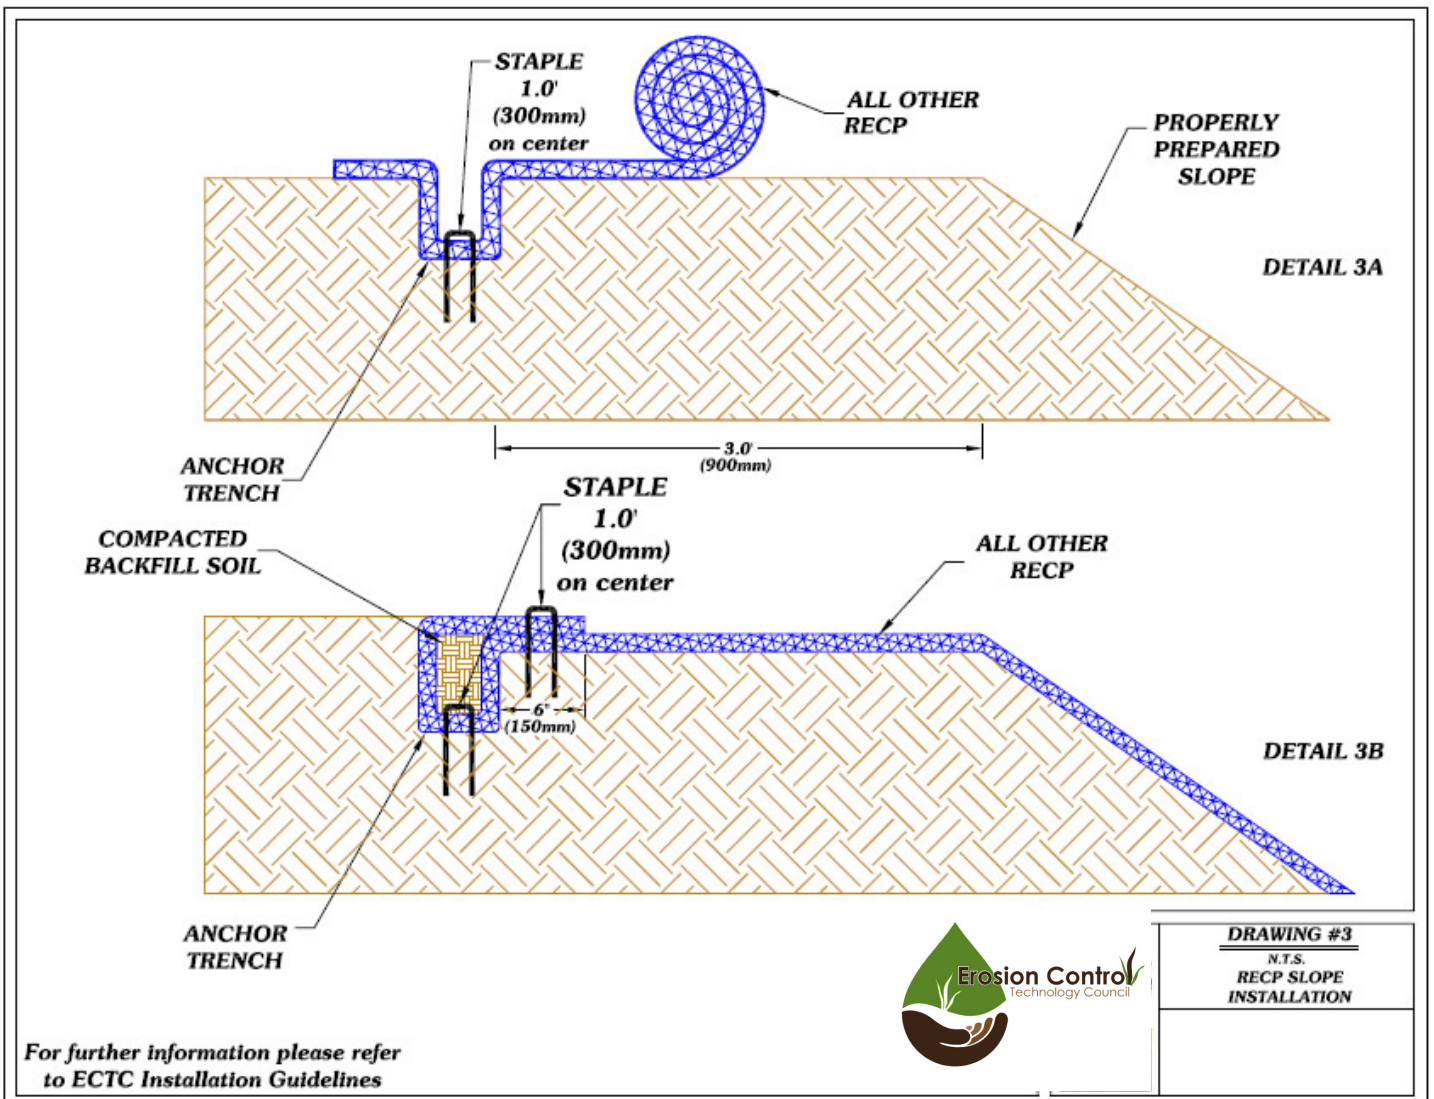 STAPLE
1.0'
(300mm)
on center
ALL OTHER
RECP
PROPERLY
PREPARED
SLOPE
DETAIL 3A
3.0'
(900mm)
ANCHOR
TRENCH
STAPLE
1.0'
(300mm)
on center
COMPACTED
BACKFILL SOIL
ALL OTHER
RECP
6"
(150mm)
DETAIL 3B
ANCHOR
TRENCH
Erosion Control
Technology Council
DRAWING #3
N.T.S.
RECP SLOPE
INSTALLATION
For further information please refer
to ECTC Installation Guidelines